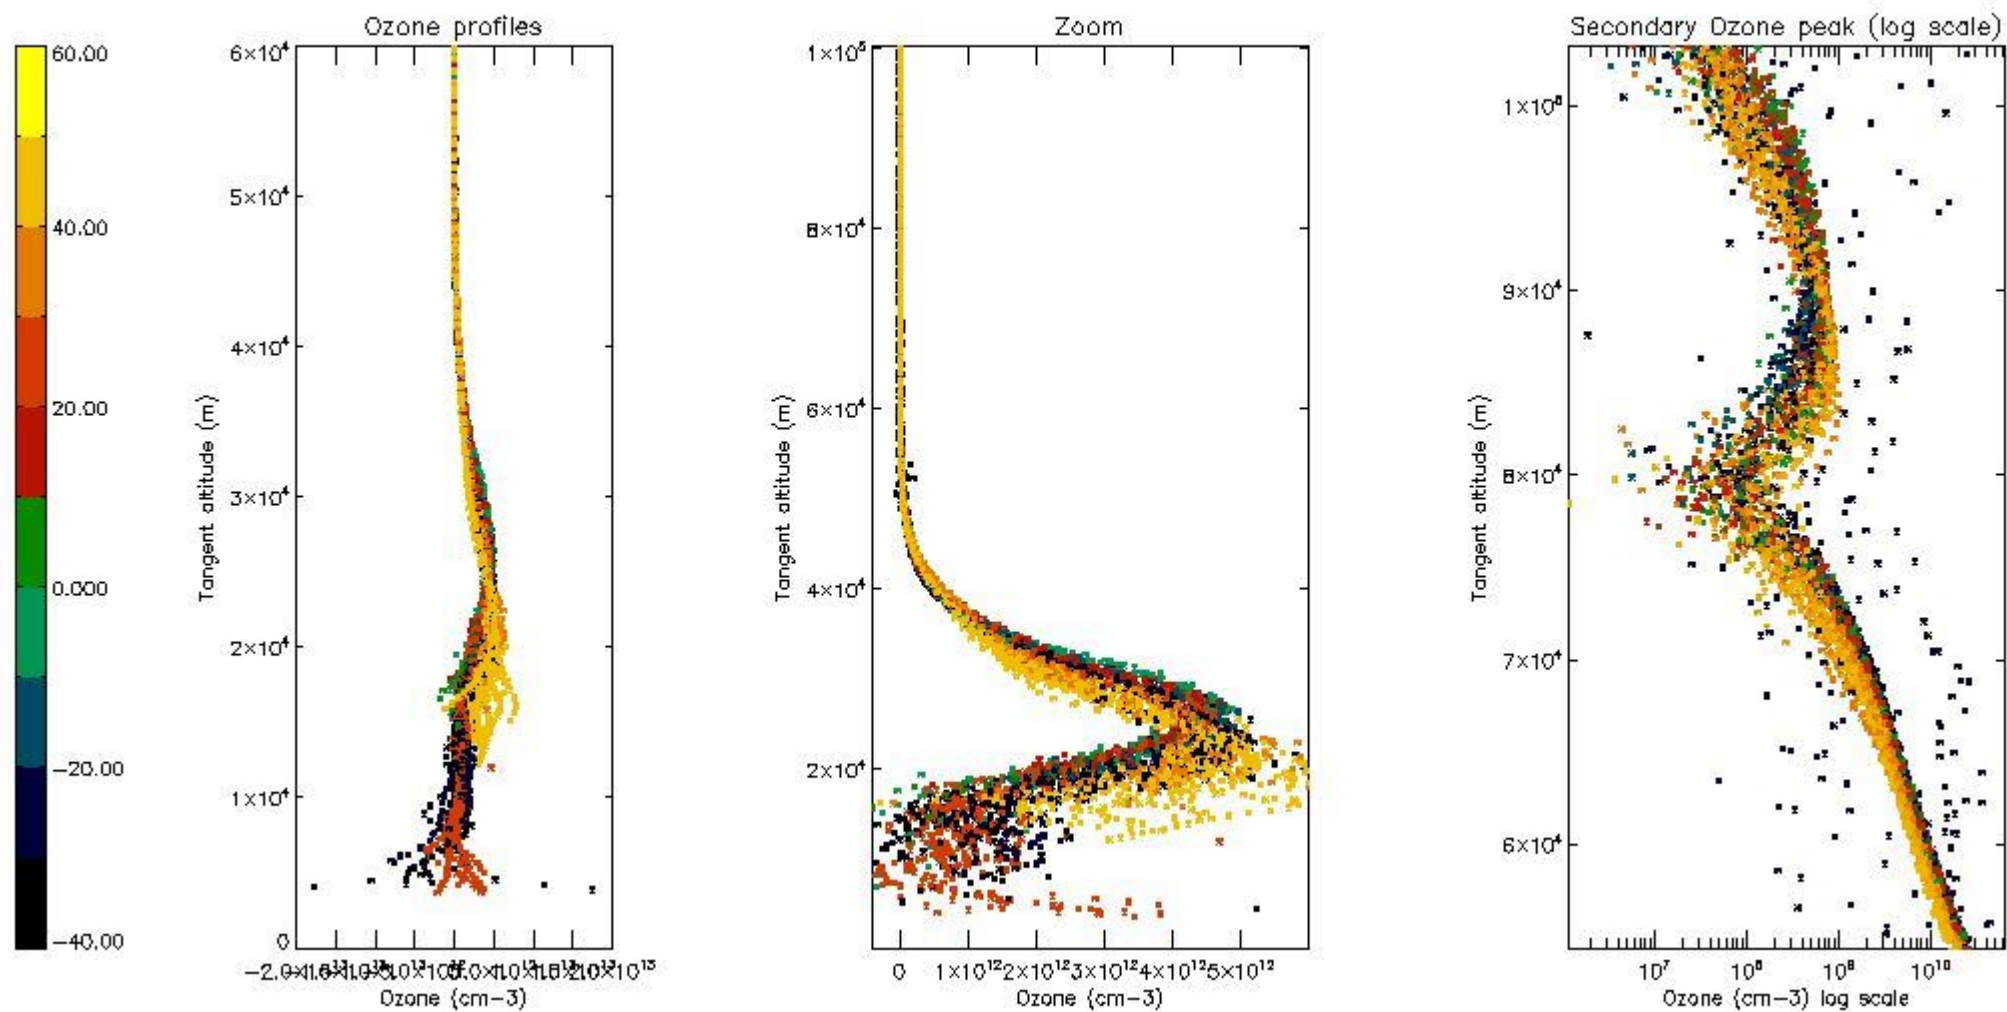 Ozone profiles
Zoom
Secondary Ozone peak (log scale)
60.00
40.00
20.00
0.000
−20.00
−40.00
6×10⁴
5×10⁴
4×10⁴
3×10⁴
2×10⁴
1×10⁴
0
Tangent altitude (m)
Ozone (cm−3)
1×10⁵
8×10⁴
6×10⁴
4×10⁴
2×10⁴
Tangent altitude (m)
0 1×10¹² 2×10¹² 3×10¹² 4×10¹² 5×10¹²
Ozone (cm−3)
9×10⁴
8×10⁴
7×10⁴
6×10⁴
Tangent altitude (m)
10⁷ 10⁸ 10⁹ 10¹⁰
Ozone (cm−3) log scale